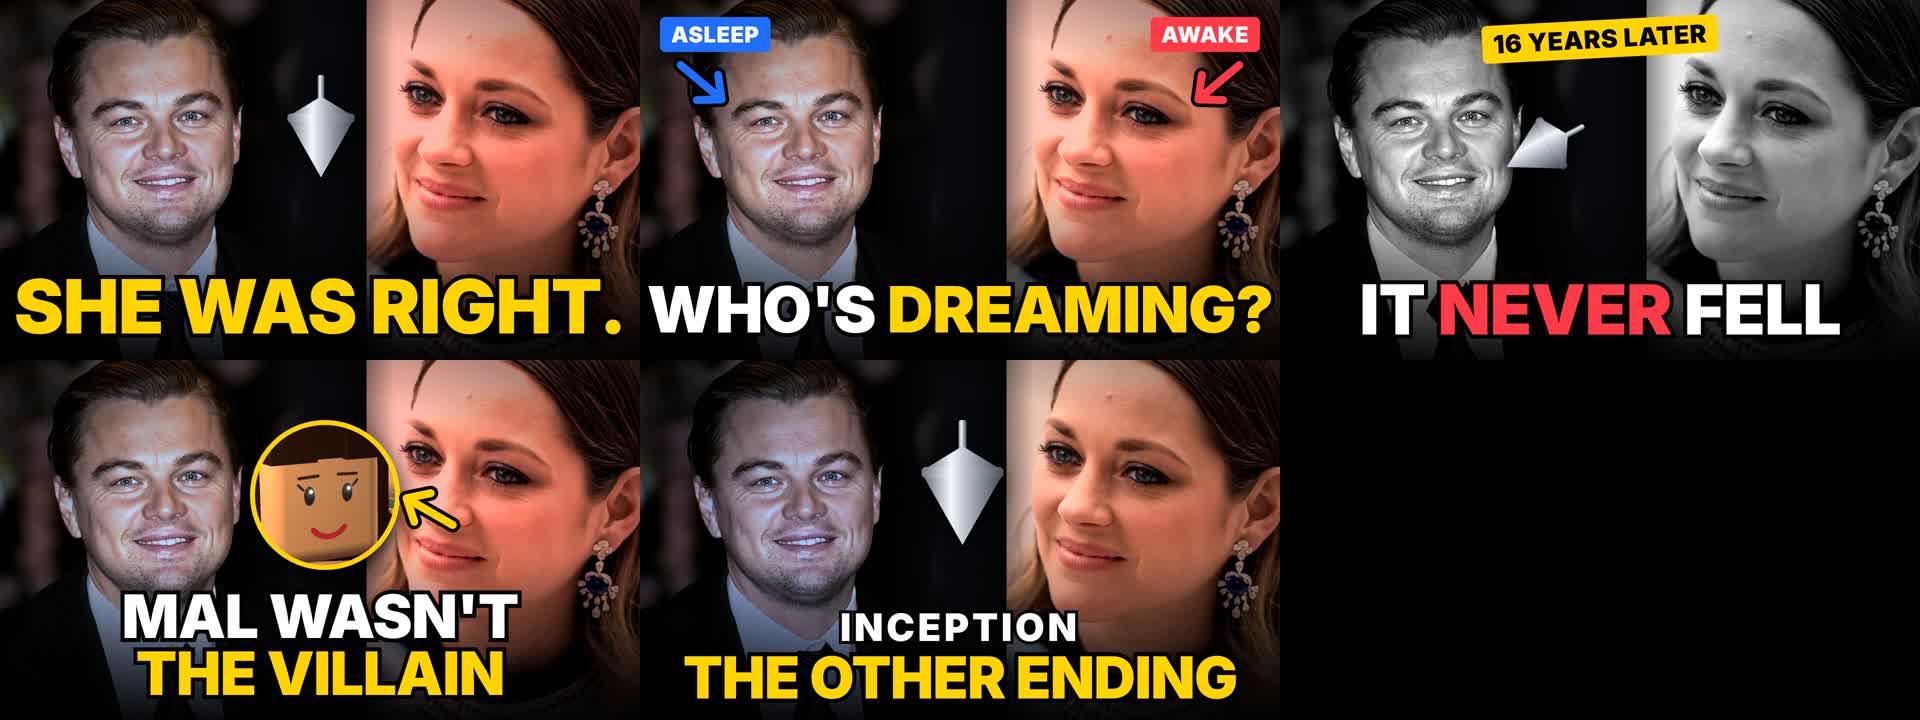 SHE WAS RIGHT.
ASLEEP
AWAKE
WHO'S DREAMING?
16 YEARS LATER
IT NEVER FELL
MAL WASN'T
THE VILLAIN
INCEPTION
THE OTHER ENDING